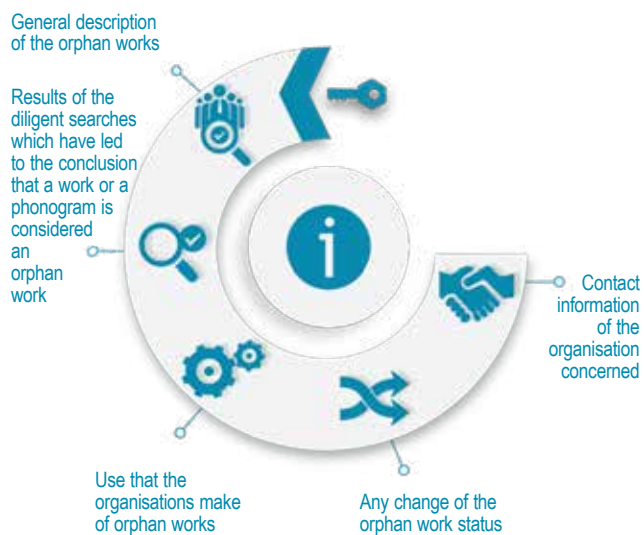 General description
of the orphan works
Results of the
diligent searches
which have led
to the conclusion
that a work or a
phonogram is
considered
an
orphan
work
i
Contact
information
of the
organisation
concerned
Use that the
organisations make
of orphan works
Any change of the
orphan work status